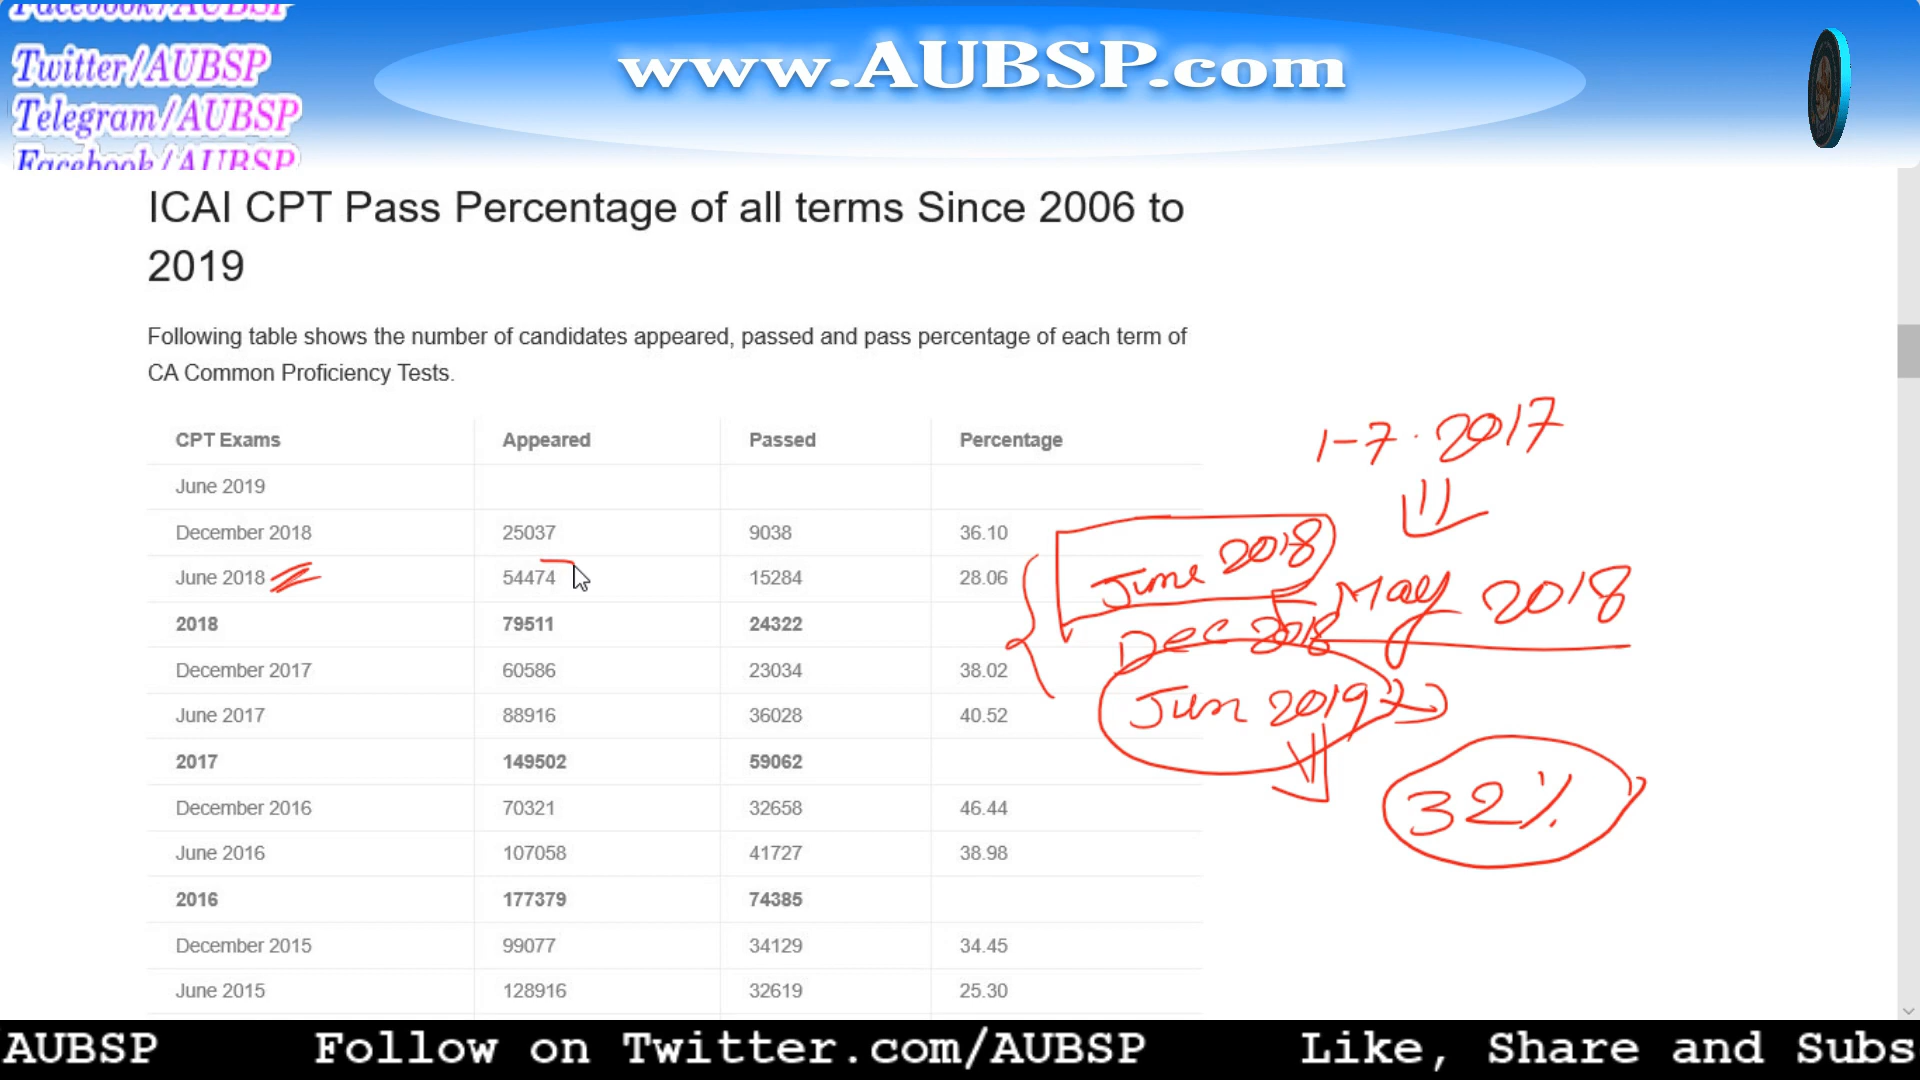 Facebook/AUBSP
Twitter/AUBSP
Telegram/AUBSP
Facebook/AUBSP
www.AUBSP.com
ICAI CPT Pass Percentage of all terms Since 2006 to
2019
Following table shows the number of candidates appeared, passed and pass percentage of each term of
CA Common Proficiency Tests.
CPT Exams Appeared Passed Percentage
June 2019
December 2018 25037 9038 36.10
June 2018 54474 15284 28.06
2018 79511 24322
December 2017 60586 23034 38.02
June 2017 88916 36028 40.52
2017 149502 59062
December 2016 70321 32658 46.44
June 2016 107058 41727 38.98
2016 177379 74385
December 2015 99077 34129 34.45
June 2015 128916 32619 25.30
1-7.2017
June 2018
May 2018
Dec 2018
Jun 2019
32%
/AUBSP Follow on Twitter.com/AUBSP Like, Share and Subs